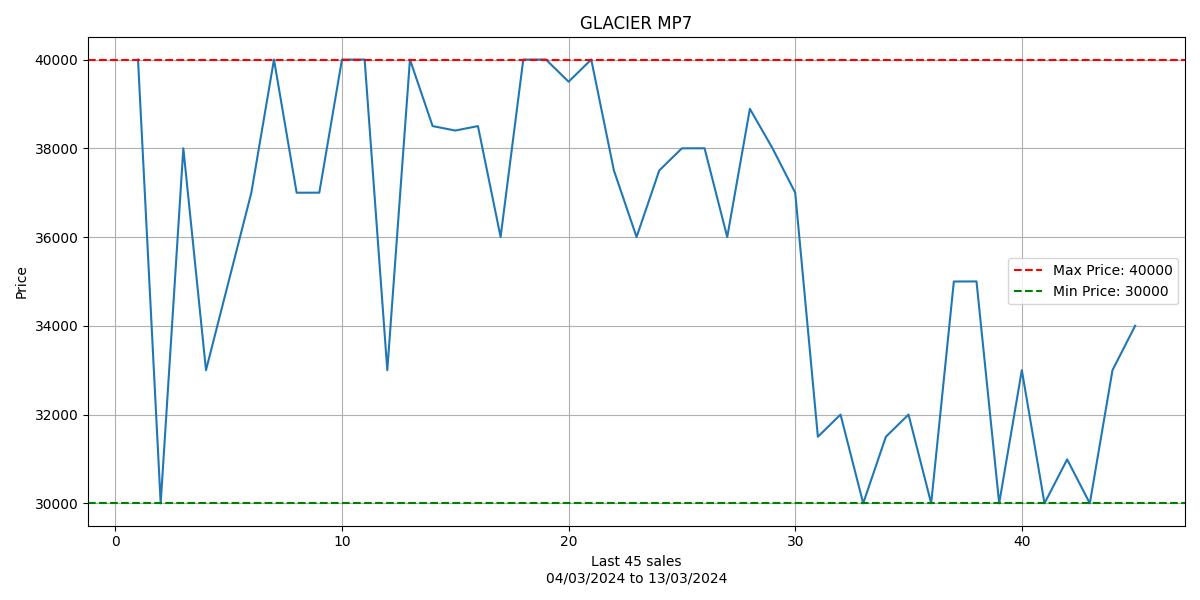 GLACIER MP7
40000
38000
36000
34000
32000
30000
Price
Max Price: 40000
Min Price: 30000
0
10
20
30
40
Last 45 sales
04/03/2024 to 13/03/2024